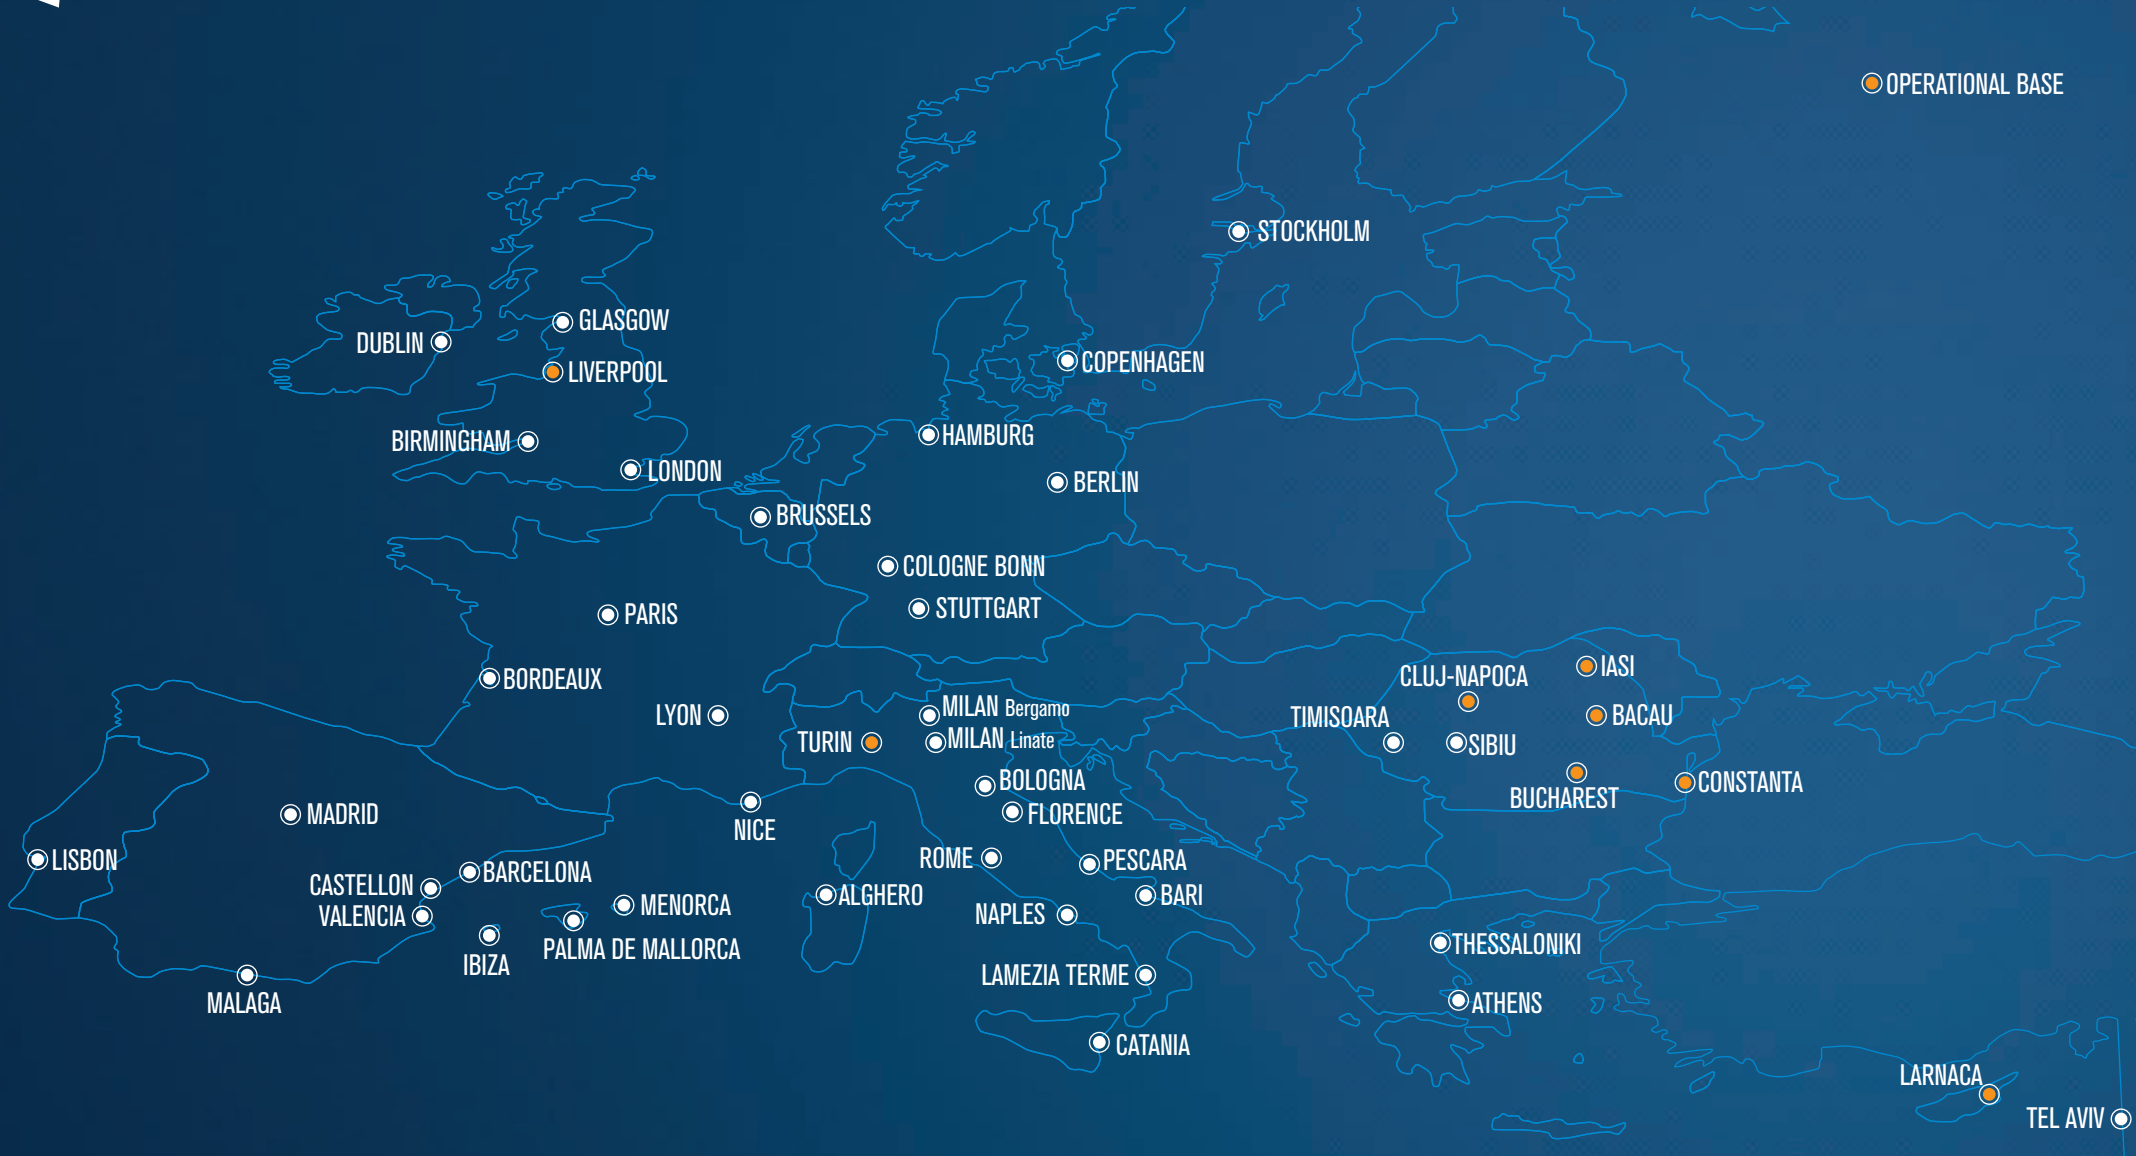 OPERATIONAL BASE
STOCKHOLM
GLASGOW
DUBLIN
LIVERPOOL
COPENHAGEN
BIRMINGHAM
HAMBURG
LONDON
BERLIN
BRUSSELS
COLOGNE BONN
STUTTGART
PARIS
BORDEAUX
IASI
CLUJ-NAPOCA
LYON
MILAN Bergamo
TIMISOARA
BACAU
TURIN
MILAN Linate
SIBIU
BOLOGNA
CONSTANTA
BUCHAREST
MADRID
NICE
FLORENCE
LISBON
ROME
PESCARA
BARCELONA
CASTELLON
ALGHERO
BARI
MENORCA
VALENCIA
NAPLES
PALMA DE MALLORCA
THESSALONIKI
IBIZA
LAMEZIA TERME
MALAGA
ATHENS
CATANIA
LARNACA
TEL AVIV